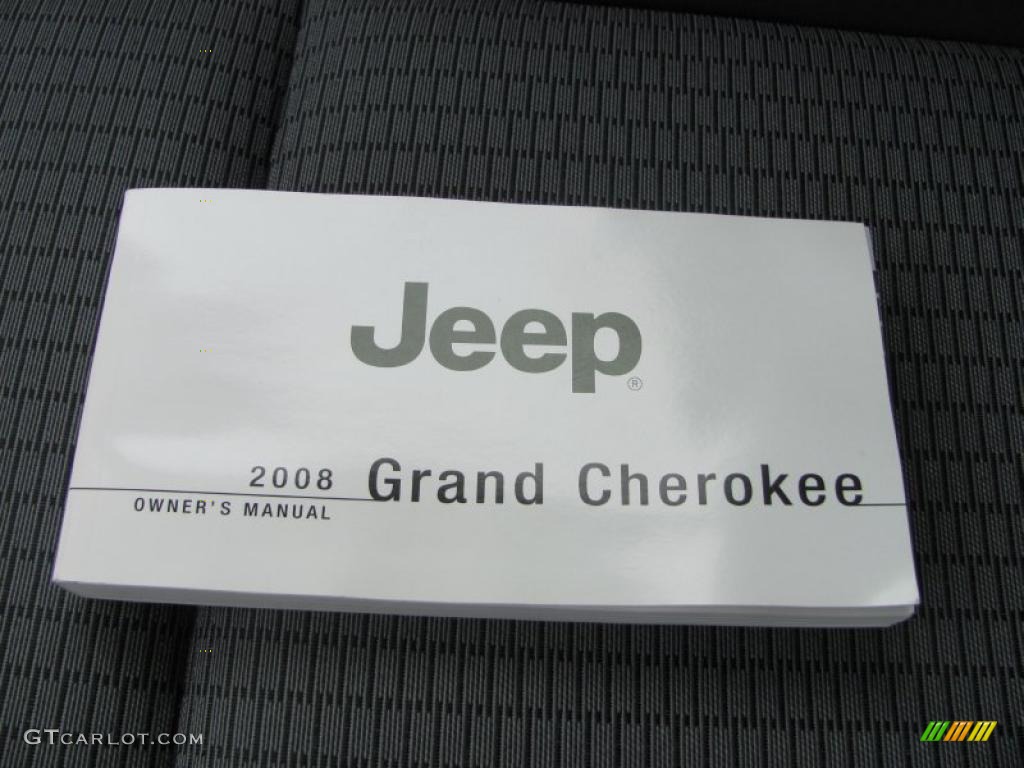 Jeep®
2008 Grand Cherokee
OWNER'S MANUAL
GTCARLOT.COM